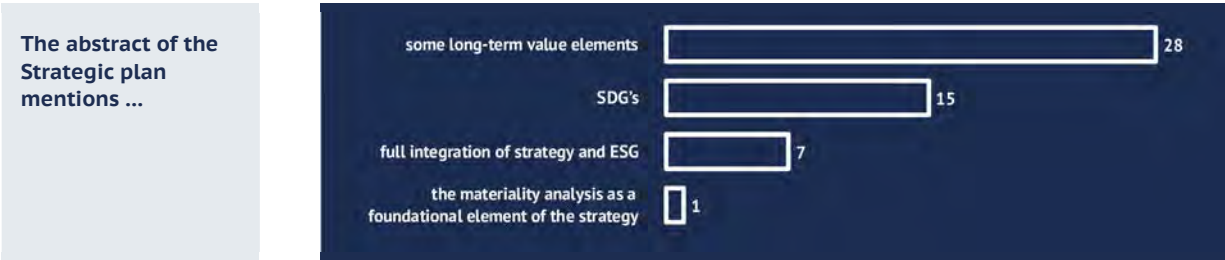 The abstract of the
Strategic plan
mentions ...
some long-term value elements
28
SDG's
15
full integration of strategy and ESG
7
the materiality analysis as a
foundational element of the strategy
1